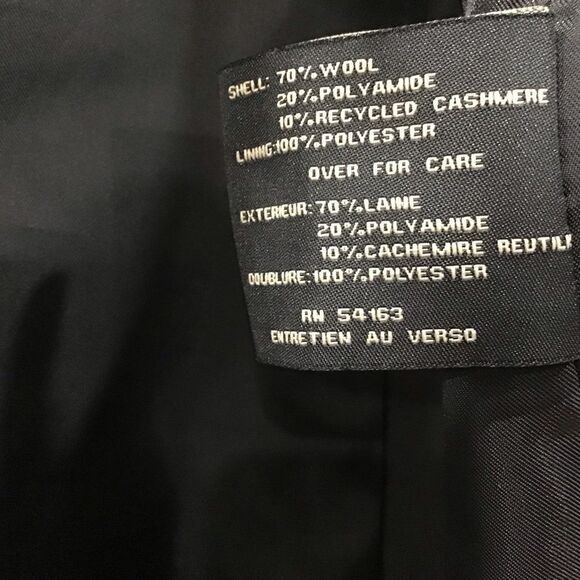 SHELL: 70% WOOL
20% POLYAMIDE
10% RECYCLED CASHMERE
LINING: 100% POLYESTER
OVER FOR CARE
EXTERIEUR: 70% LAINE
20% POLYAMIDE
10% CACHEMIRE REUTIL
DOUBLURE: 100% POLYESTER
RN 54163
ENTRETIEN AU VERSO